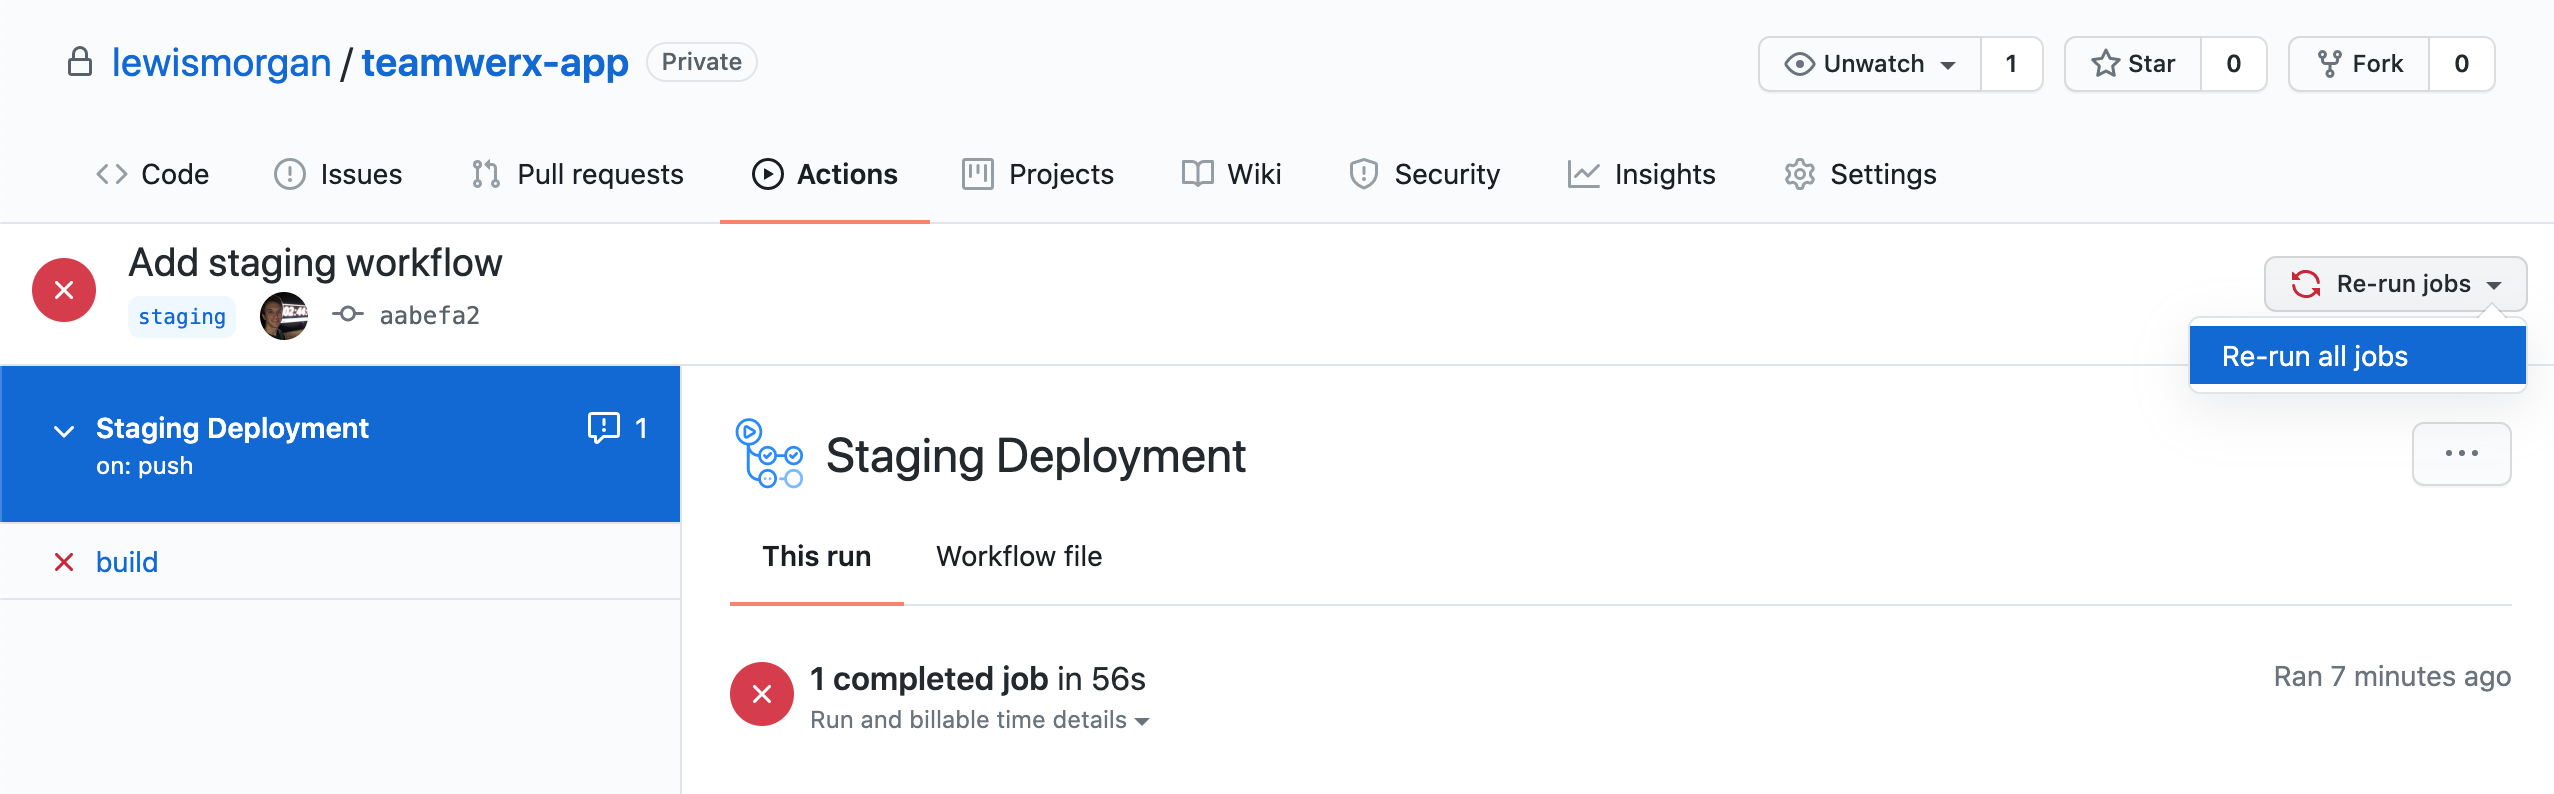 lewismorgan / teamwerx-app Private
Unwatch 1 Star 0 Fork 0
Code Issues Pull requests Actions Projects Wiki Security Insights Settings
Add staging workflow
staging aabefa2
Re-run jobs
Re-run all jobs
Staging Deployment 1
on: push
build
Staging Deployment
This run Workflow file
1 completed job in 56s
Run and billable time details
Ran 7 minutes ago